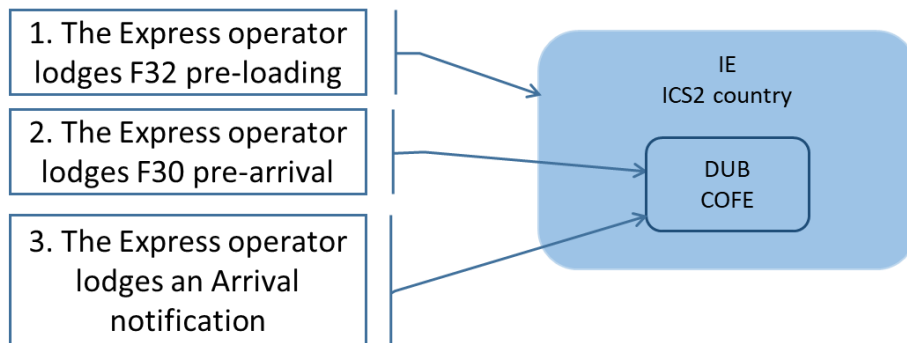 1. The Express operator
lodges F32 pre-loading
2. The Express operator
lodges F30 pre-arrival
3. The Express operator
lodges an Arrival
notification
IE
ICS2 country
DUB
COFE